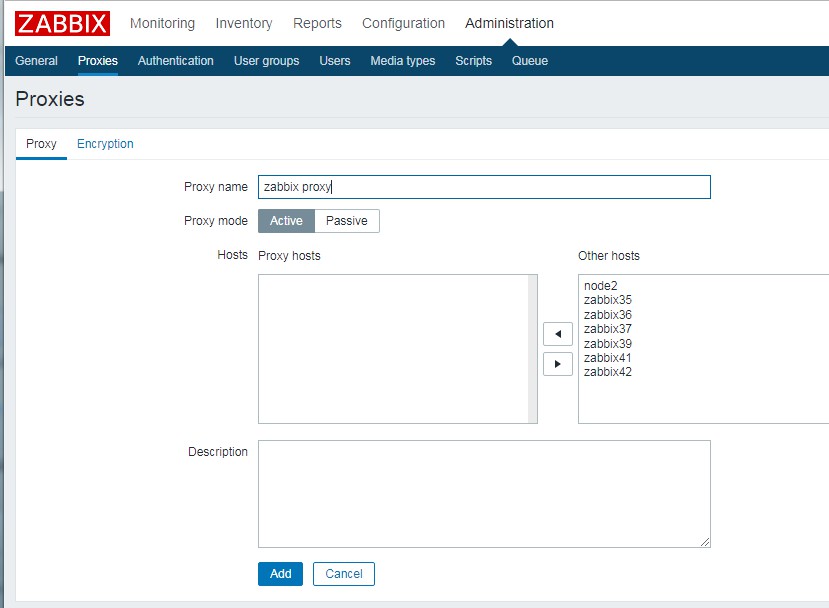 ZABBIX Monitoring Inventory Reports Configuration Administration
General Proxies Authentication User groups Users Media types Scripts Queue
Proxies
Proxy Encryption
Proxy name zabbix proxy
Proxy mode Active Passive
Hosts Proxy hosts Other hosts
node2
zabbix35
zabbix36
zabbix37
zabbix39
zabbix41
zabbix42
Description
Add Cancel